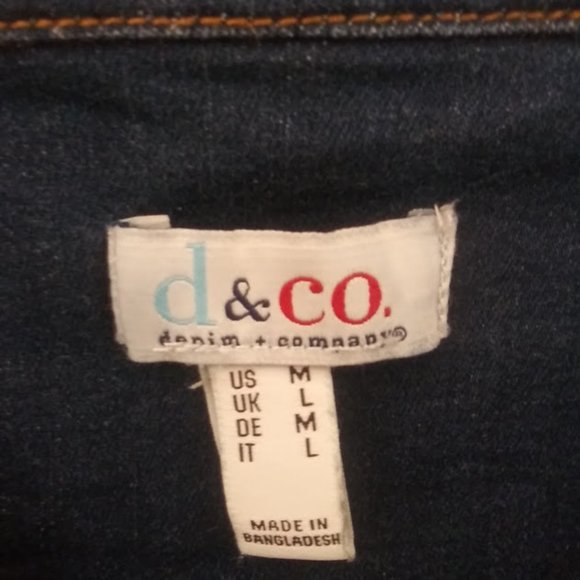 d&co.
denim + company®
US M
UK L
DE M
IT L
MADE IN
BANGLADESH